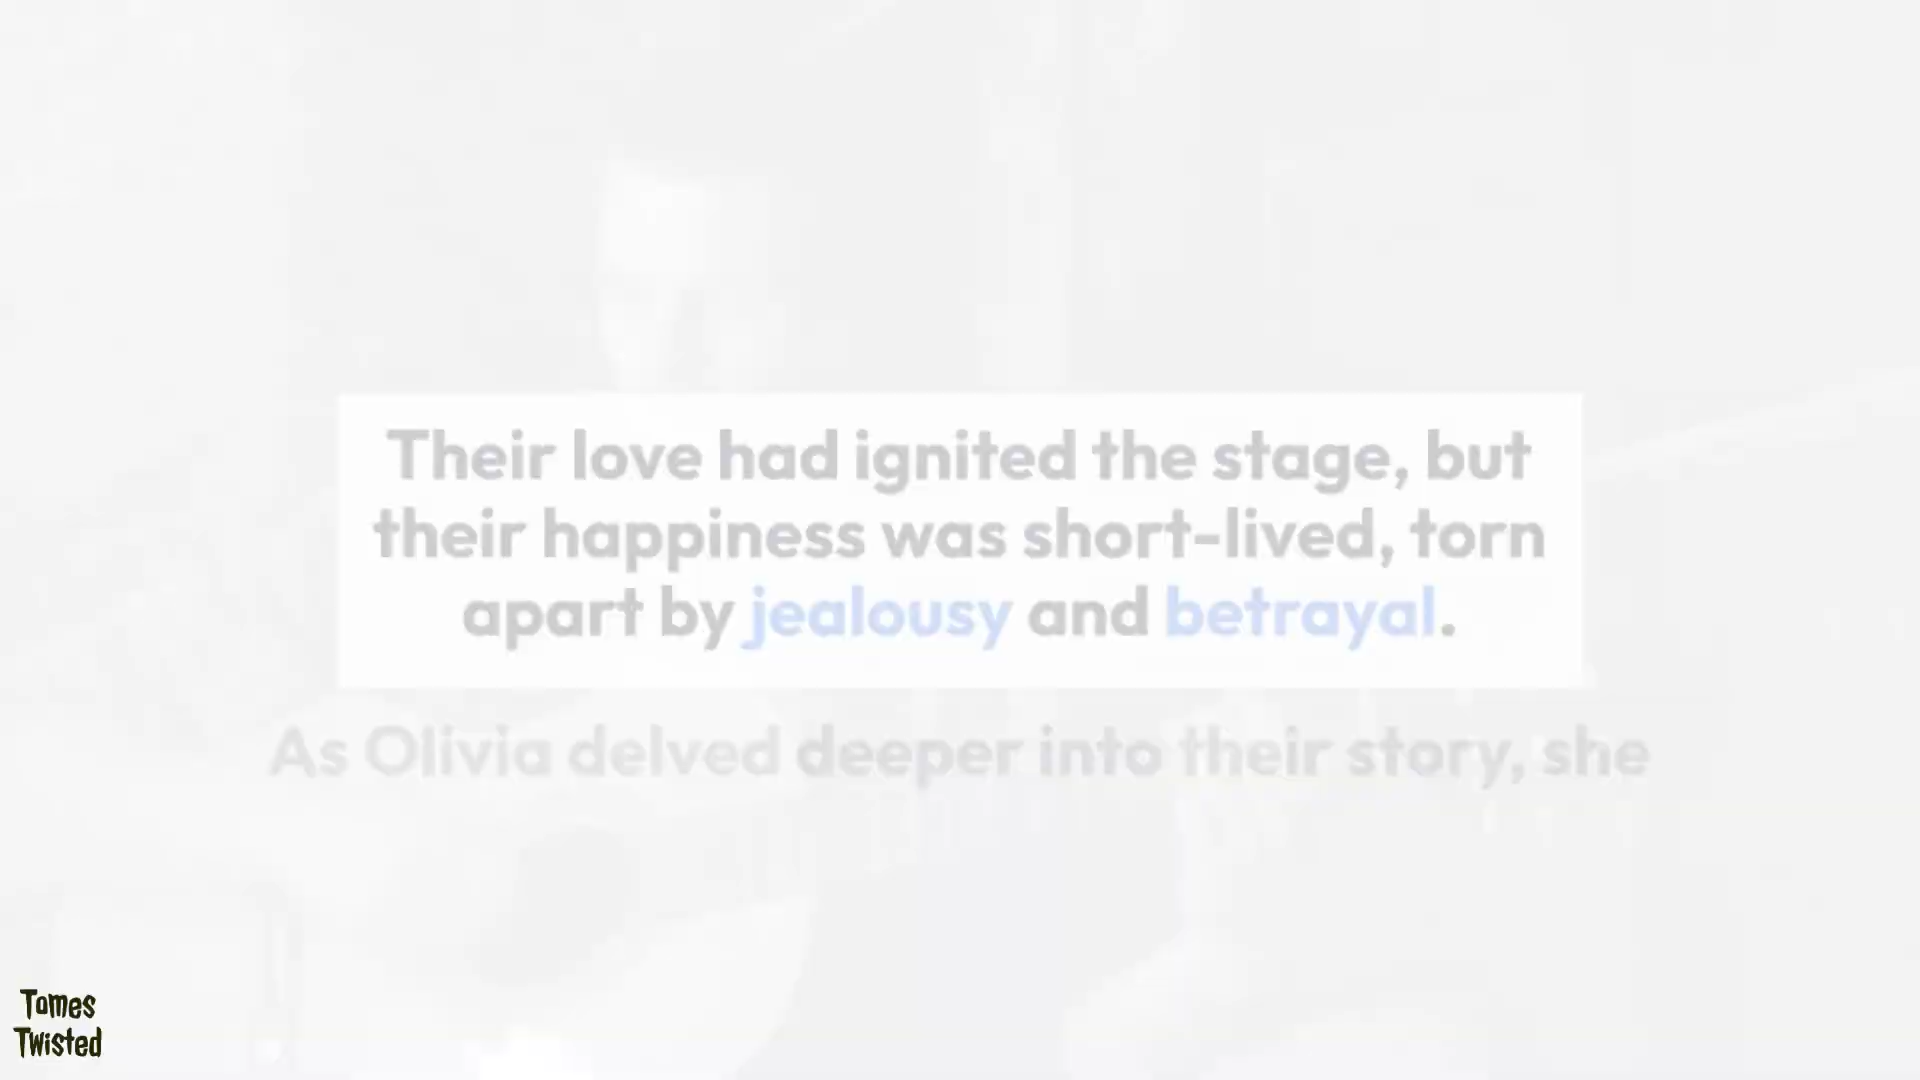 Their love had ignited the stage, but
their happiness was short-lived, torn
apart by jealousy and betrayal.
As Olivia delved deeper into their story, she
Tomes
Twisted